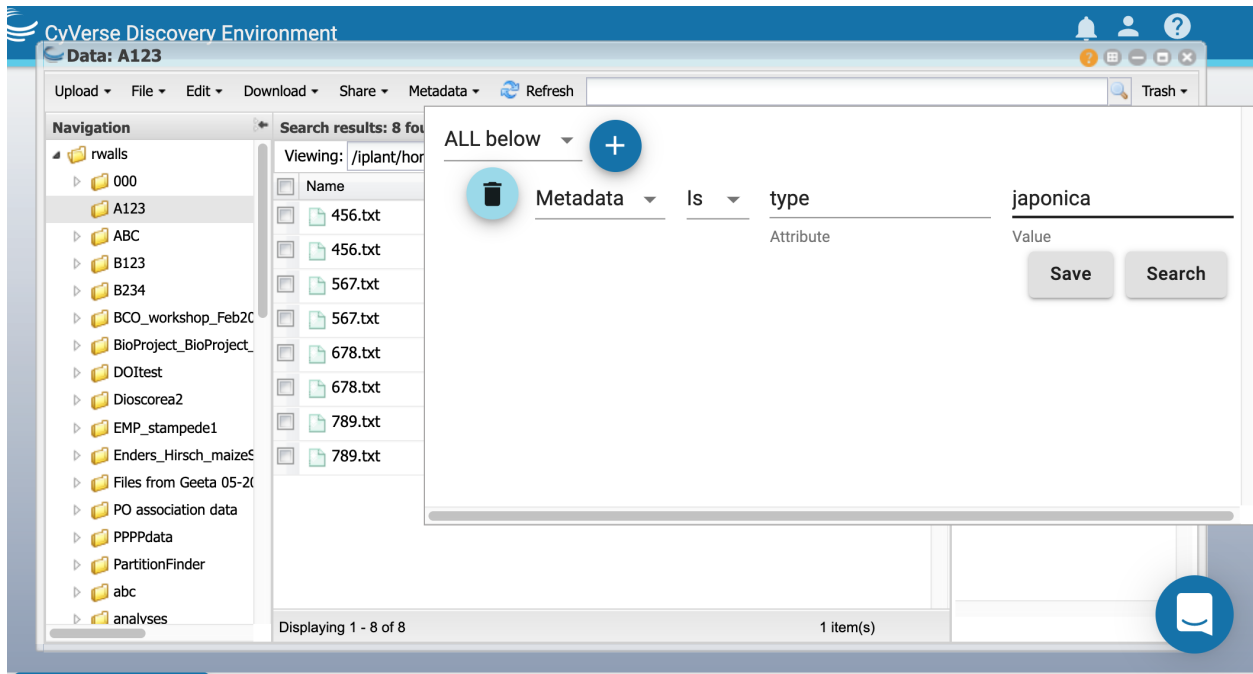 CyVerse Discovery Environment
Data: A123
Upload File Edit Download Share Metadata Refresh Trash
Navigation
rwalls
000
A123
ABC
B123
B234
BCO_workshop_Feb20
BioProject_BioProject_
DOItest
Dioscorea2
EMP_stampede1
Enders_Hirsch_maizeS
Files from Geeta 05-20
PO association data
PPPPdata
PartitionFinder
abc
analyses
Search results: 8 fou
Viewing: /iplant/hor
Name
456.txt
456.txt
567.txt
567.txt
678.txt
678.txt
789.txt
789.txt
Displaying 1 - 8 of 8 1 item(s)
ALL below +
Metadata Is type japonica
Attribute Value
Save Search